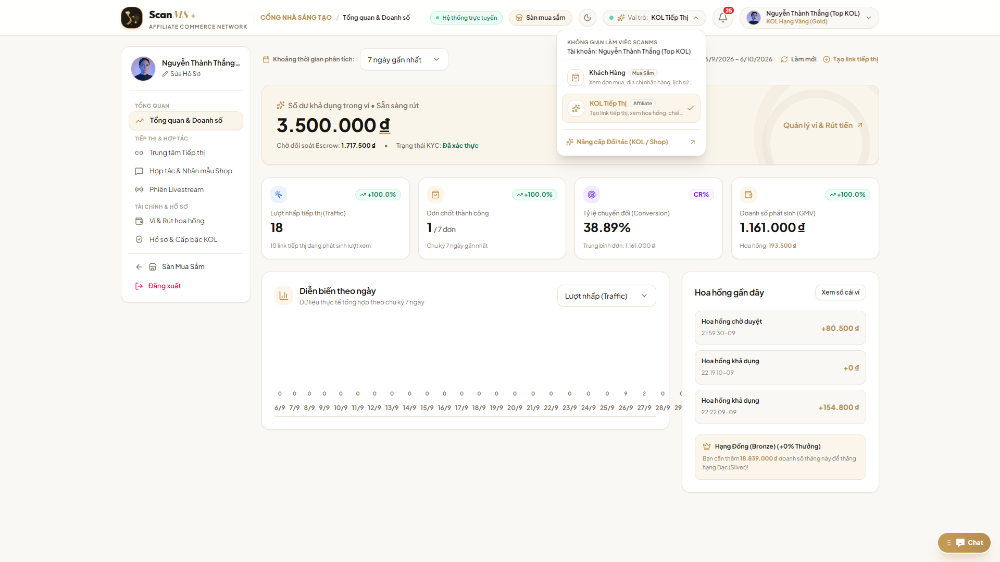 ScanMS
AFFILIATE COMMERCE NETWORK
CỔNG NHÀ SÁNG TẠO / Tổng quan & Doanh số
Hệ thống trực tuyến
Sàn mua sắm
Vai trò: KOL Tiếp Thị
25
Nguyễn Thành Thắng (Top KOL)
KOL Hạng Vàng (Gold)
KHÔNG GIAN LÀM VIỆC SCANMS
Tài khoản: Nguyễn Thành Thắng (Top KOL)
Khách Hàng Mua Sắm
Xem đơn mua, địa chỉ nhận hàng, lịch sử ...
KOL Tiếp Thị Affiliate
Tạo link tiếp thị, xem hoa hồng, chiế...
Nâng cấp Đối tác (KOL / Shop)
Nguyễn Thành Thắng...
Sửa Hồ Sơ
TỔNG QUAN
Tổng quan & Doanh số
TIẾP THỊ & HỢP TÁC
Trung tâm Tiếp thị
Hợp tác & Nhận mẫu Shop
Phiên Livestream
TÀI CHÍNH & HỒ SƠ
Ví & Rút hoa hồng
Hồ sơ & Cấp bậc KOL
Sàn Mua Sắm
Đăng xuất
Khoảng thời gian phân tích:
7 ngày gần nhất
6/9/2026 – 6/10/2026
Làm mới
Tạo link tiếp thị
Số dư khả dụng trong ví • Sẵn sàng rút
3.500.000 ₫
Chờ đối soát Escrow: 1.717.500 ₫ • Trạng thái KYC: Đã xác thực
Quản lý ví & Rút tiền
+100.0%
Lượt nhấp tiếp thị (Traffic)
18
10 link tiếp thị đang phát sinh lượt xem
+100.0%
Đơn chốt thành công
1 / 7 đơn
Chu kỳ 7 ngày gần nhất
CR%
Tỷ lệ chuyển đổi (Conversion)
38.89%
Trung bình đơn: 1.161.000 ₫
+100.0%
Doanh số phát sinh (GMV)
1.161.000 ₫
Hoa hồng: 193.500 ₫
Diễn biến theo ngày
Dữ liệu thực tế tổng hợp theo chu kỳ 7 ngày
Lượt nhấp (Traffic)
0 0 0 0 0 0 0 0 0 0 0 0 0 0 0 0 0 0 0 0 9 2 0 0
6/9 7/9 8/9 9/9 10/9 11/9 12/9 13/9 14/9 15/9 16/9 17/9 18/9 19/9 20/9 21/9 22/9 23/9 24/9 25/9 26/9 27/9 28/9 29
Hoa hồng gần đây
Xem sổ cái ví
Hoa hồng chờ duyệt
21:59 30-09
+80.500 ₫
Hoa hồng khả dụng
22:19 10-09
+0 ₫
Hoa hồng khả dụng
22:22 09-09
+154.800 ₫
Hạng Đồng (Bronze) (+0% Thưởng)
Bạn cần thêm 18.839.000 ₫ doanh số tháng này để thăng
hạng Bạc (Silver)!
Chat